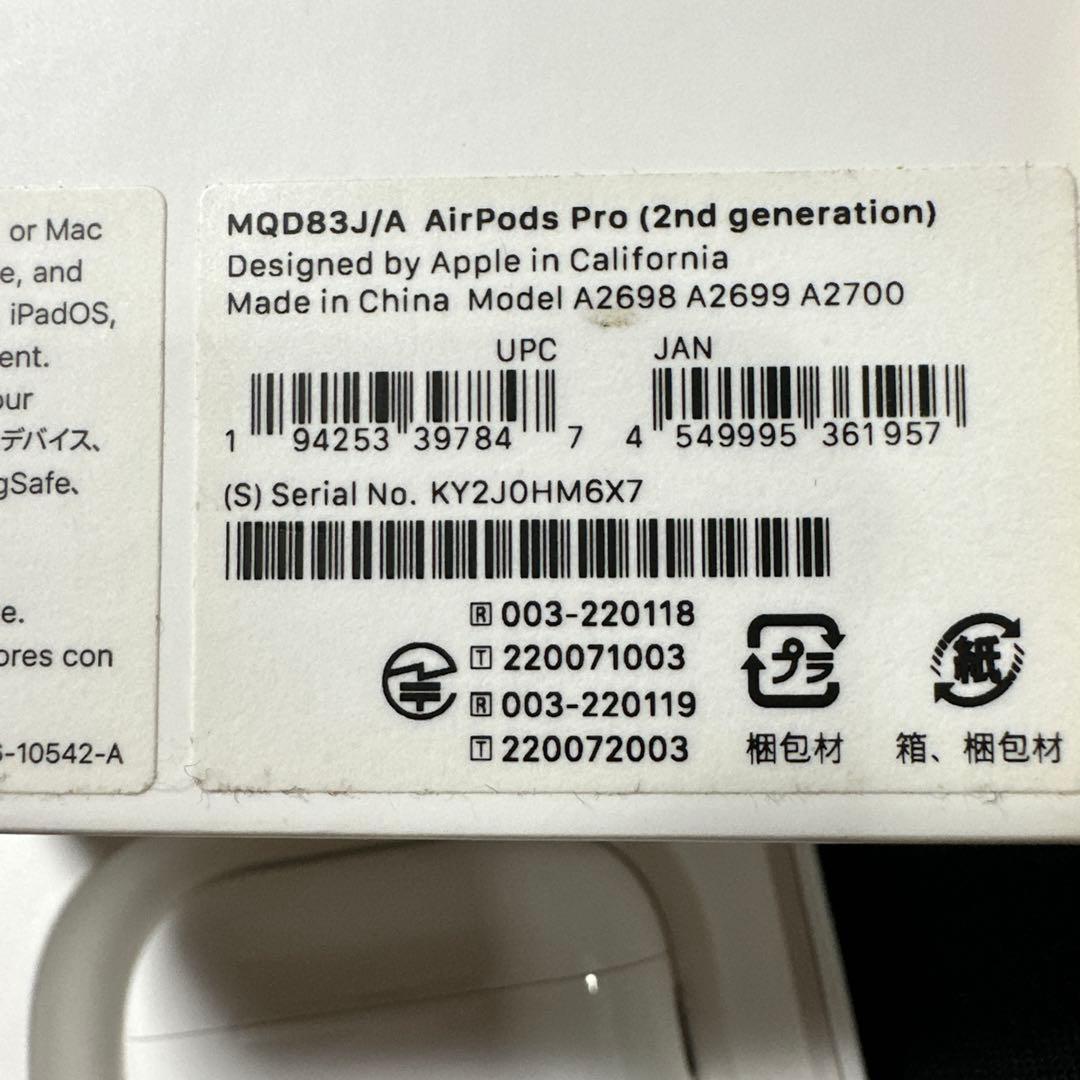 or Mac
e, and
iPadOS,
ent.
our
デバイス、
gSafe、
e.
ores con
6-10542-A
MQD83J/A AirPods Pro (2nd generation)
Designed by Apple in California
Made in China Model A2698 A2699 A2700
UPC JAN
1 94253 39784 7 4 549995 361957
(S) Serial No. KY2J0HM6X7
R 003-220118
T 220071003
R 003-220119
T 220072003
プラ
紙
梱包材
箱、梱包材